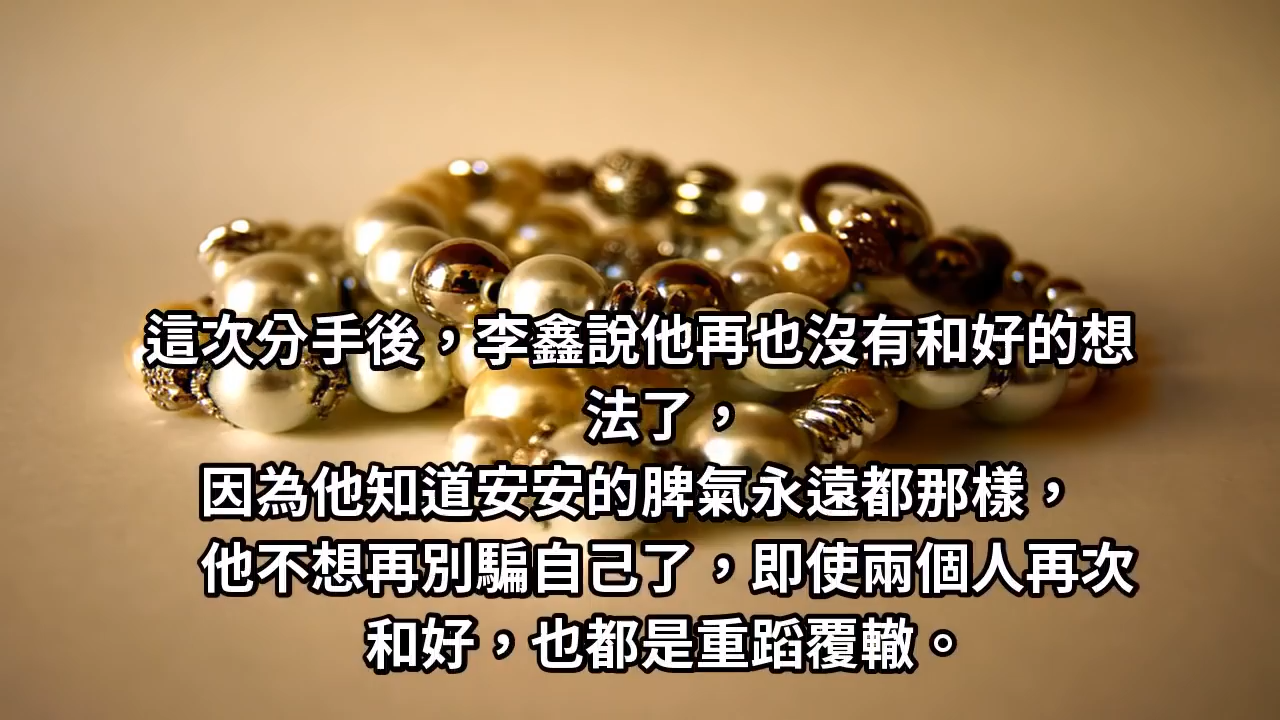 這次分手後，李鑫說他再也沒有和好的想
法了，
因為他知道安安的脾氣永遠都那樣，
他不想再別騙自己了，即使兩個人再次
和好，也都是重蹈覆轍。